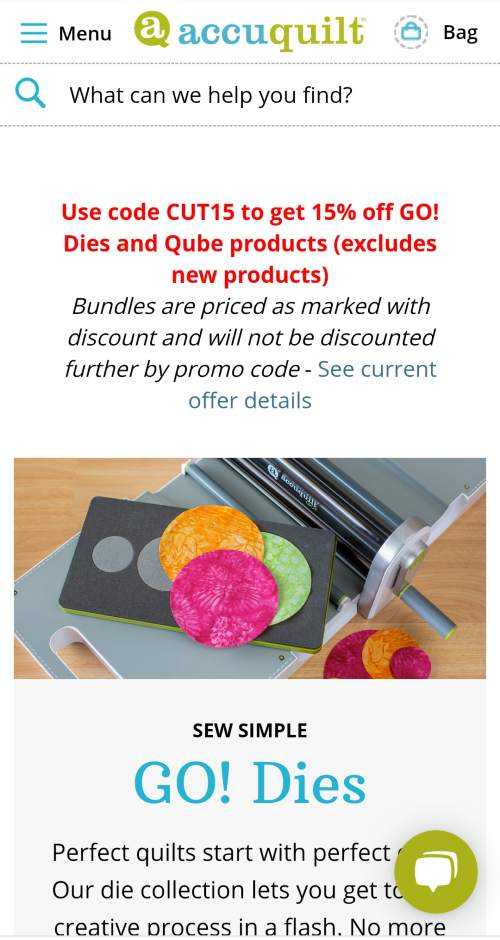 Menu
a accuquilt
Bag
What can we help you find?
Use code CUT15 to get 15% off GO!
Dies and Qube products (excludes
new products)
Bundles are priced as marked with
discount and will not be discounted
further by promo code - See current
offer details
accuquilt
SEW SIMPLE
GO! Dies
Perfect quilts start with perfect
Our die collection lets you get
creative process in a flash. No more